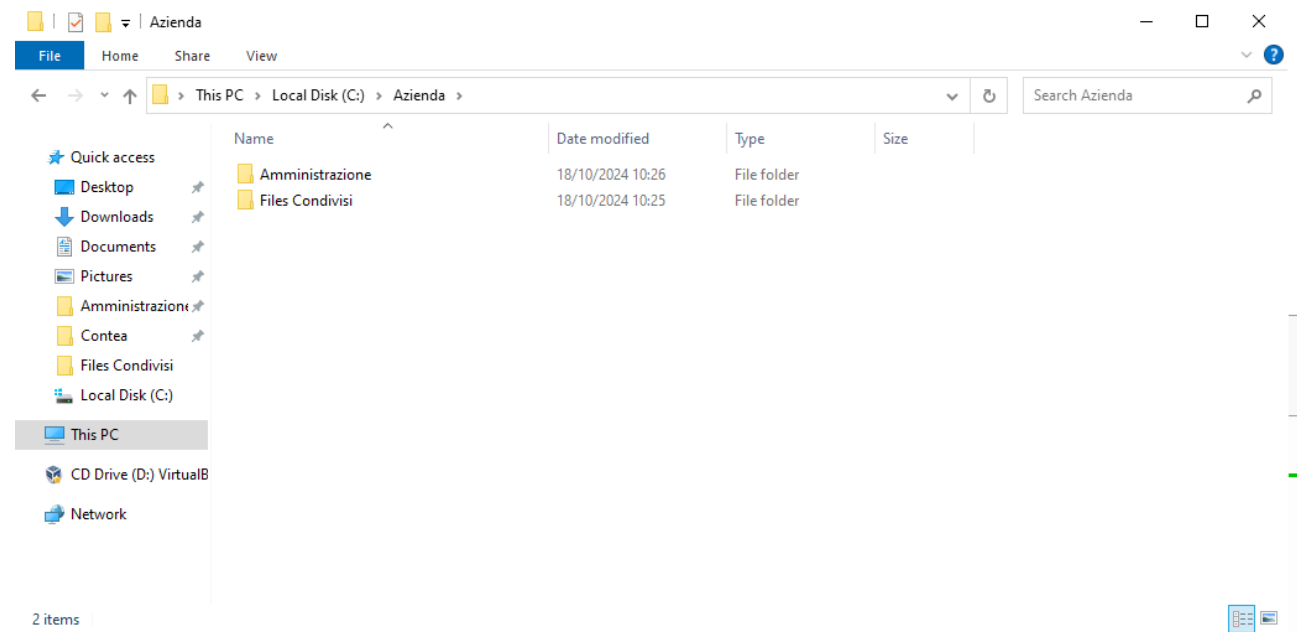 Azienda
File Home Share View
This PC Local Disk (C:) Azienda
Search Azienda
Name Date modified Type Size
Quick access
Desktop
Downloads
Documents
Pictures
Amministrazione
Contea
Files Condivisi
Local Disk (C:)
This PC
CD Drive (D:) VirtualB
Network
Amministrazione 18/10/2024 10:26 File folder
Files Condivisi 18/10/2024 10:25 File folder
2 items